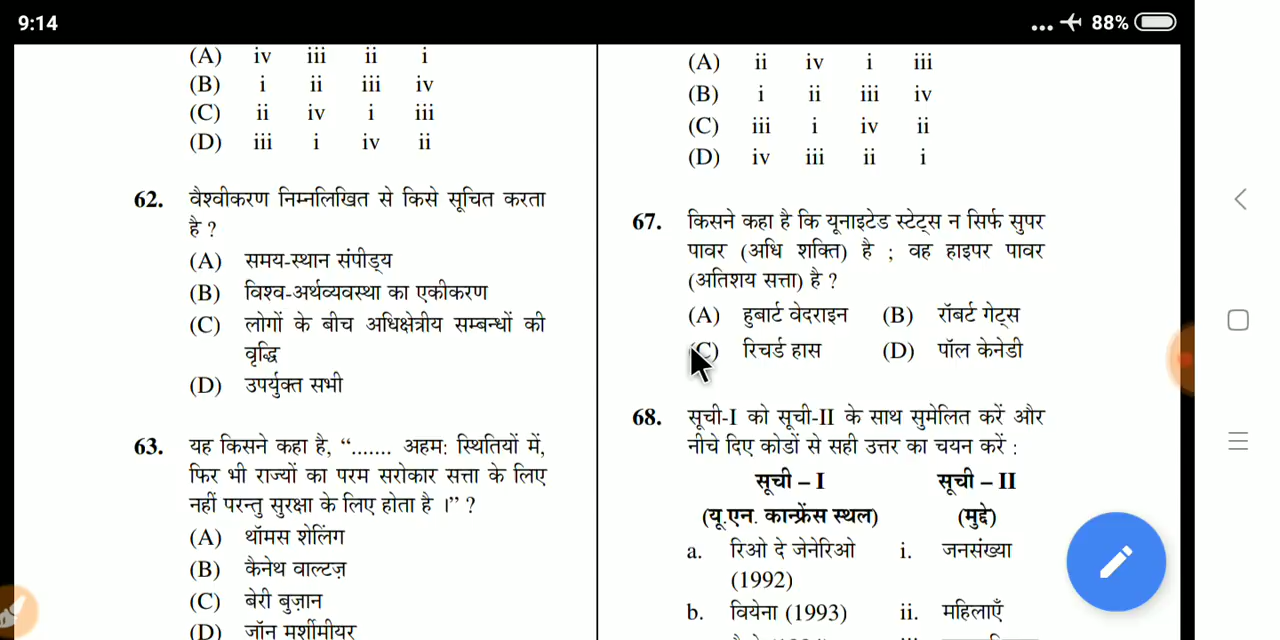 9:14
... 88%
(A) iv iii ii i
(B) i ii iii iv
(C) ii iv i iii
(D) iii i iv ii
62. वैश्वीकरण निम्नलिखित से किसे सूचित करता
है ?
(A) समय-स्थान संपीड्य
(B) विश्व-अर्थव्यवस्था का एकीकरण
(C) लोगों के बीच अधिक्षेत्रीय सम्बन्धों की
वृद्धि
(D) उपर्युक्त सभी
63. यह किसने कहा है, “....... अहम: स्थितियों में,
फिर भी राज्यों का परम सरोकार सत्ता के लिए
नहीं परन्तु सुरक्षा के लिए होता है ।” ?
(A) थॉमस शेलिंग
(B) कैनेथ वाल्टज़
(C) बेरी बुज़ान
(D) जॉन मर्शीमीयर
(A) ii iv i iii
(B) i ii iii iv
(C) iii i iv ii
(D) iv iii ii i
67. किसने कहा है कि यूनाइटेड स्टेट्स न सिर्फ सुपर
पावर (अधि शक्ति) है ; वह हाइपर पावर
(अतिशय सत्ता) है ?
(A) हुबार्ट वेदराइन (B) रॉबर्ट गेट्स
(C) रिचर्ड हास (D) पॉल केनेडी
68. सूची-I को सूची-II के साथ सुमेलित करें और
नीचे दिए कोडों से सही उत्तर का चयन करें :
सूची – I सूची – II
(यू.एन. कान्फ्रेंस स्थल) (मुद्दे)
a. रिओ दे जेनेरिओ i. जनसंख्या
(1992)
b. वियेना (1993) ii. महिलाएँ